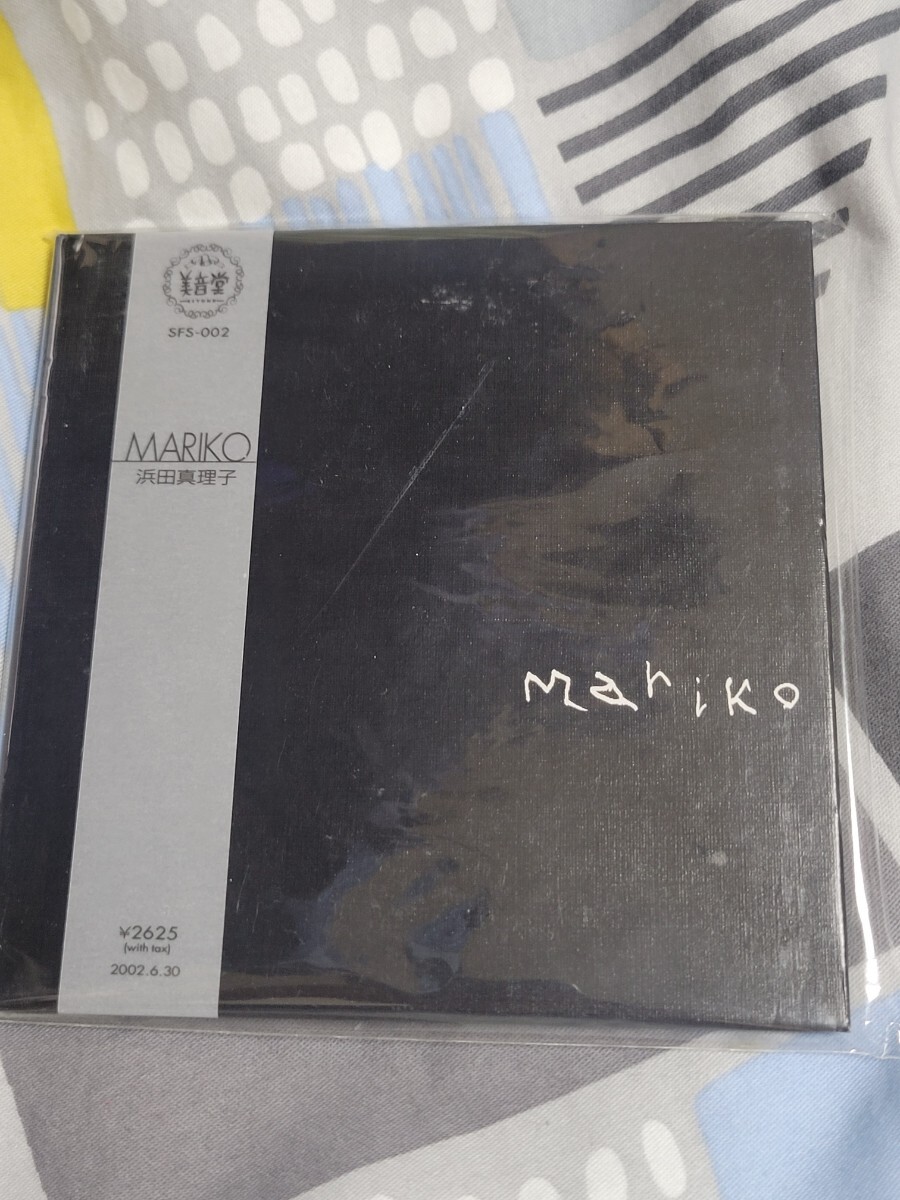 美音堂
SFS-002
MARIKO
浜田真理子
mariko
¥2625
(with tax)
2002.6.30